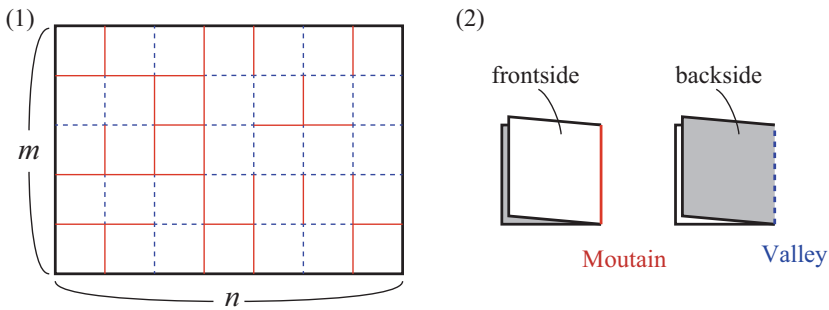 (1)
m
n
(2)
frontside
backside
Moutain
Valley